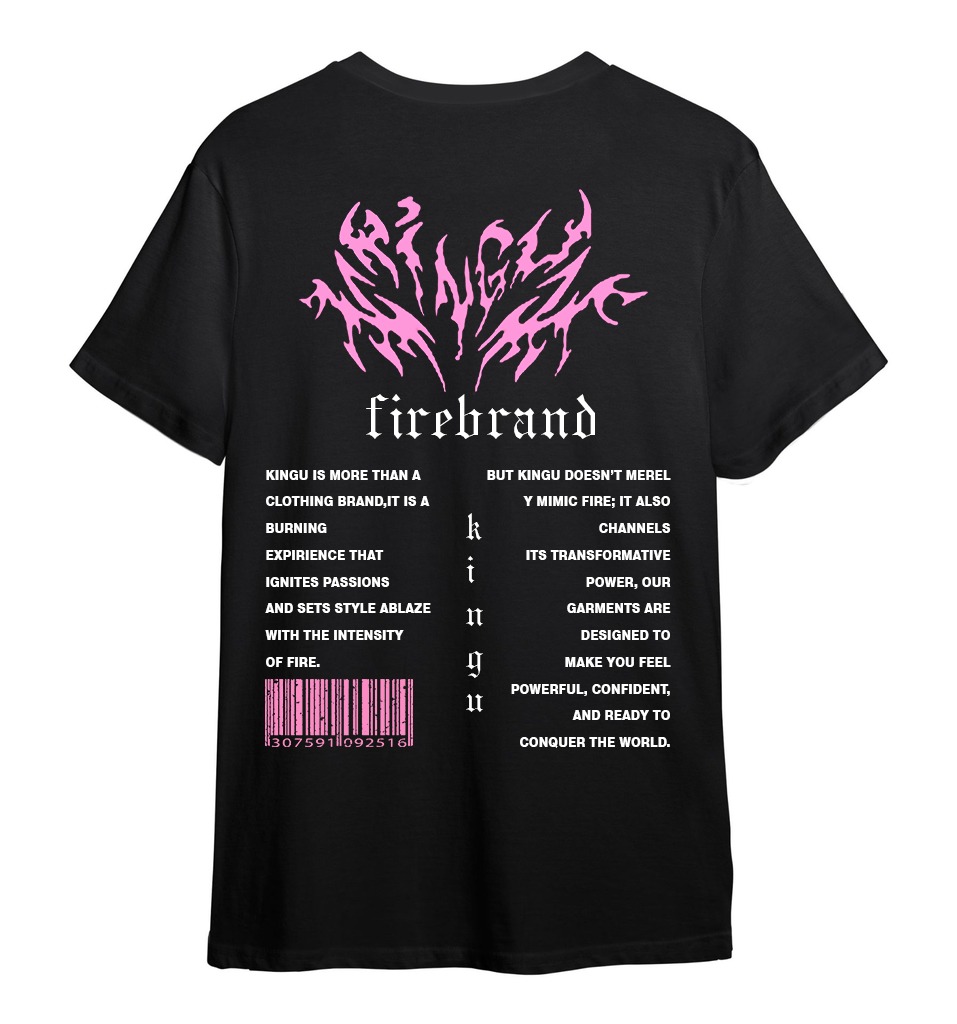 KINGU
firebrand
KINGU IS MORE THAN A
CLOTHING BRAND,IT IS A
BURNING
EXPIRIENCE THAT
IGNITES PASSIONS
AND SETS STYLE ABLAZE
WITH THE INTENSITY
OF FIRE.
307591 092516
k
i
n
g
u
BUT KINGU DOESN’T MEREL
Y MIMIC FIRE; IT ALSO
CHANNELS
ITS TRANSFORMATIVE
POWER, OUR
GARMENTS ARE
DESIGNED TO
MAKE YOU FEEL
POWERFUL, CONFIDENT,
AND READY TO
CONQUER THE WORLD.